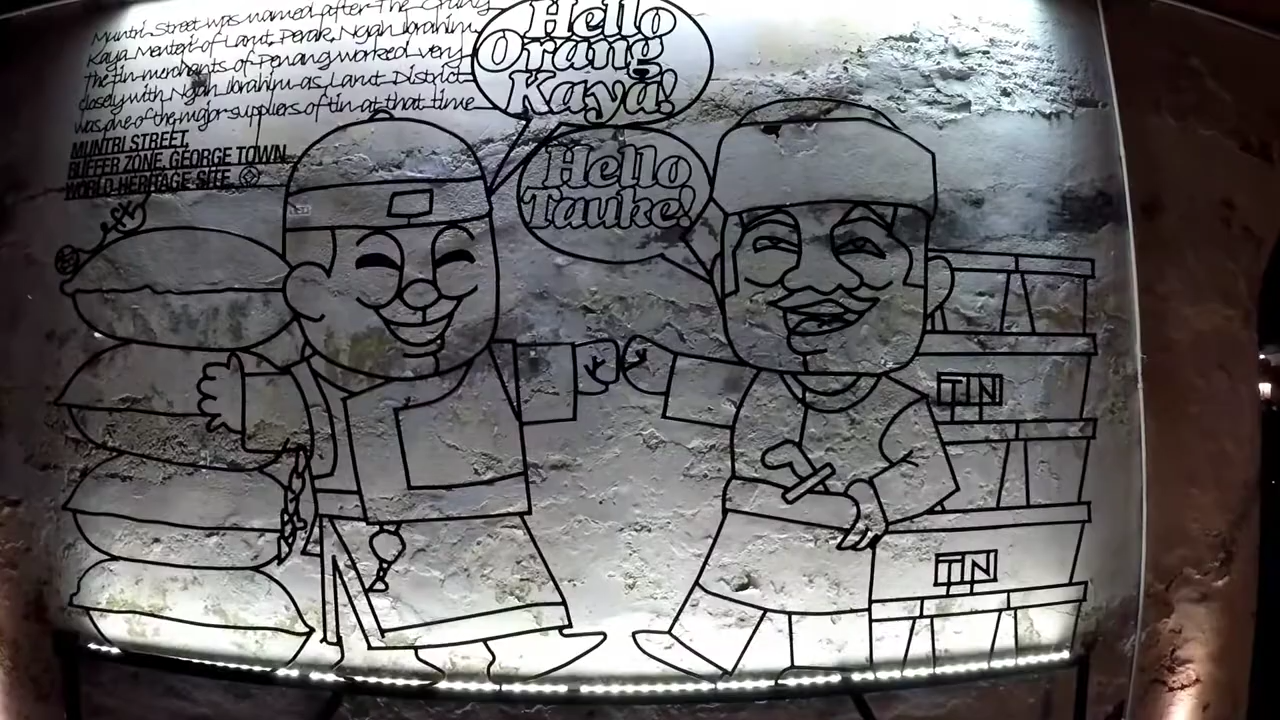 Muntri Street was named after The Orang
Kaya Menteri of Larut, Perak, Ngah Ibrahim.
The tin merchants of Penang worked very
closely with Ngah Ibrahim as Larut District
was one of the major suppliers of tin at that time
MUNTRI STREET,
BUFFER ZONE, GEORGE TOWN
WORLD HERITAGE SITE
Hello
Orang
Kaya!
Hello
Tauke!
TIN
TIN